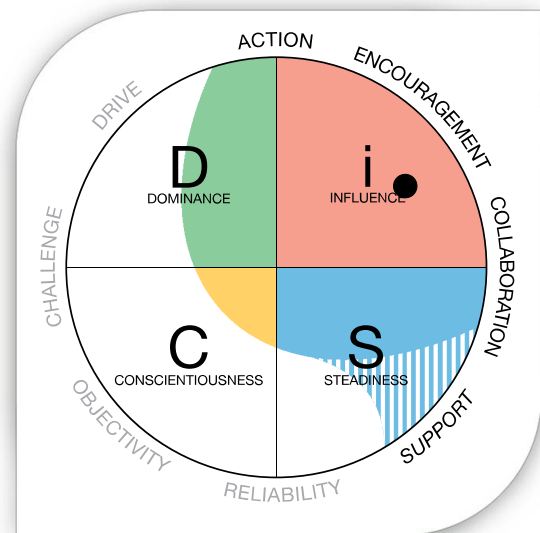 ACTION
ENCOURAGEMENT
DRIVE
D
DOMINANCE
i
INFLUENCE
CHALLENGE
COLLABORATION
C
CONSCIENTIOUSNESS
S
STEADINESS
OBJECTIVITY
SUPPORT
RELIABILITY